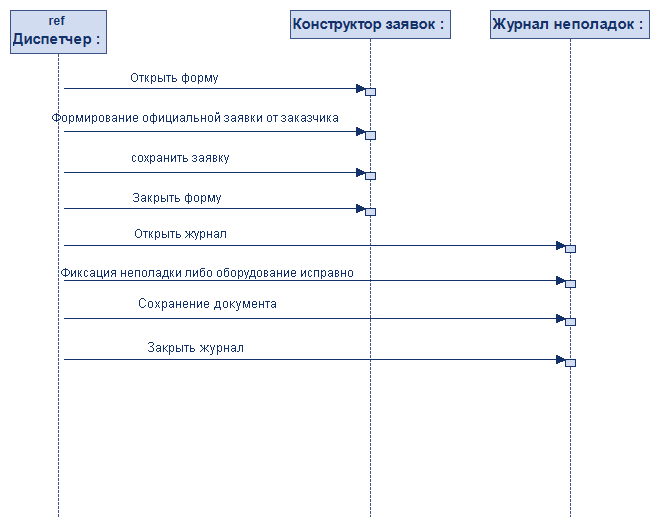 ref
Диспетчер :
Конструктор заявок :
Журнал неполадок :
Открыть форму
Формирование официальной заявки от заказчика
сохранить заявку
Закрыть форму
Открыть журнал
Фиксация неполадки либо оборудование исправно
Сохранение документа
Закрыть журнал